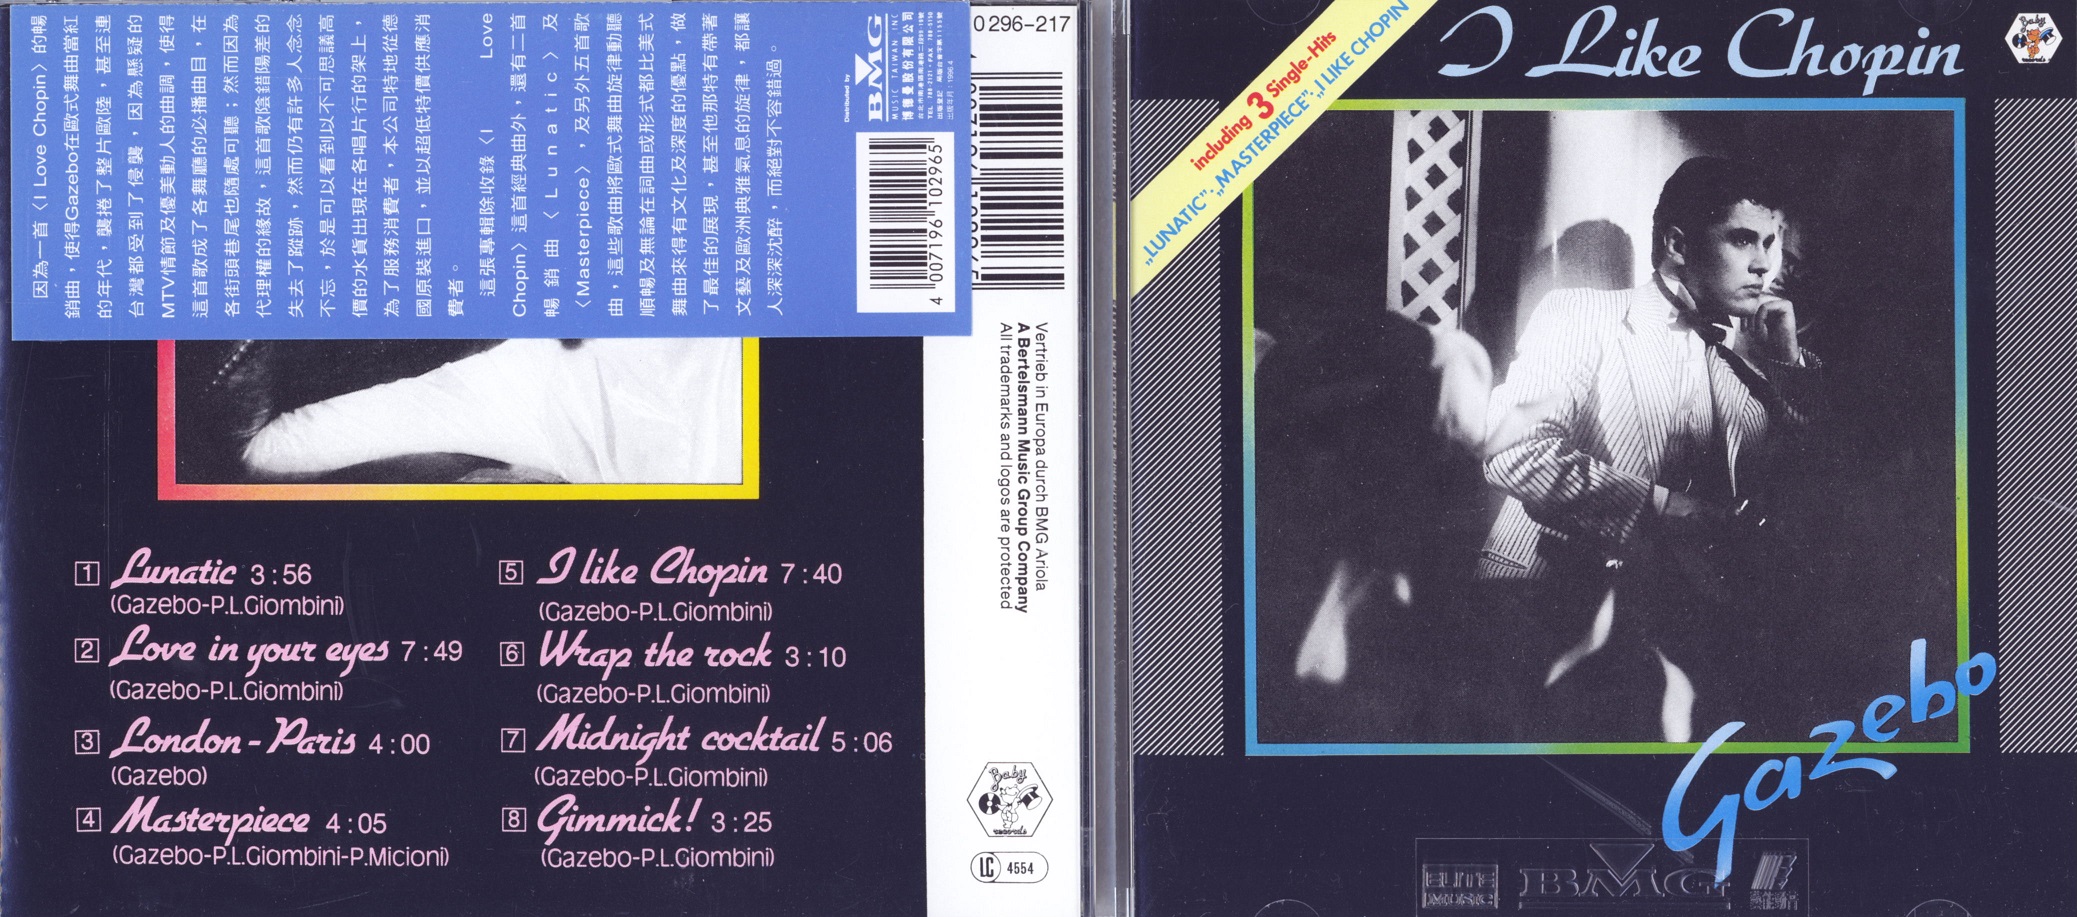 因為一首〈I Love Chopin〉的暢
銷曲，使得Gazebo在歐式舞曲當紅
的年代，襲捲了整片歐陸，甚至連
台灣都受到了侵襲，因為懸疑的
MTV情節及優美動人的曲調，使得
這首歌成了各舞廳的必播曲目，在
各街頭巷尾也隨處可聽；然而因為
代理權的緣故，這首歌陰錯陽差的
失去了蹤跡，然而仍有許多人念念
不忘，於是可以看到以不可思議高
價的水貨出現在各唱片行的架上，
為了服務消費者，本公司特地從德
國原裝進口，並以超低特價供應消
費者。
這張專輯除收錄〈I Love
Chopin〉這首經典曲外，還有二首
暢銷曲〈Lunatic〉及
〈Masterpiece〉，及另外五首歌
曲，這些歌曲將歐式舞曲旋律動聽
順暢及無論在詞曲或形式都比美式
舞曲來得有文化及深度的優點，做
了最佳的展現，甚至他那特有帶著
文藝及歐洲典雅氣息的旋律，都讓
人深深沈醉，而絕對不容錯過。
Distributed by
BMG
MUSIC TAIWAN INC
博德曼股份有限公司
4 007196 102965
0 296-217
Vertrieb in Europa durch BMG Ariola
A Bertelsmann Music Group Company
All trademarks and logos are protected
1 Lunatic 3:56
(Gazebo-P.L.Giombini)
2 Love in your eyes 7:49
(Gazebo-P.L.Giombini)
3 London-Paris 4:00
(Gazebo)
4 Masterpiece 4:05
(Gazebo-P.L.Giombini-P.Micioni)
5 I like Chopin 7:40
(Gazebo-P.L.Giombini)
6 Wrap the rock 3:10
(Gazebo-P.L.Giombini)
7 Midnight cocktail 5:06
(Gazebo-P.L.Giombini)
8 Gimmick! 3:25
(Gazebo-P.L.Giombini)
Baby
records
LC 4554
I Like Chopin
Baby
including 3 Single-Hits
„LUNATIC”·„MASTERPIECE”·„I LIKE CHOPIN
Gazebo
ELITE
MUSIC
BMG